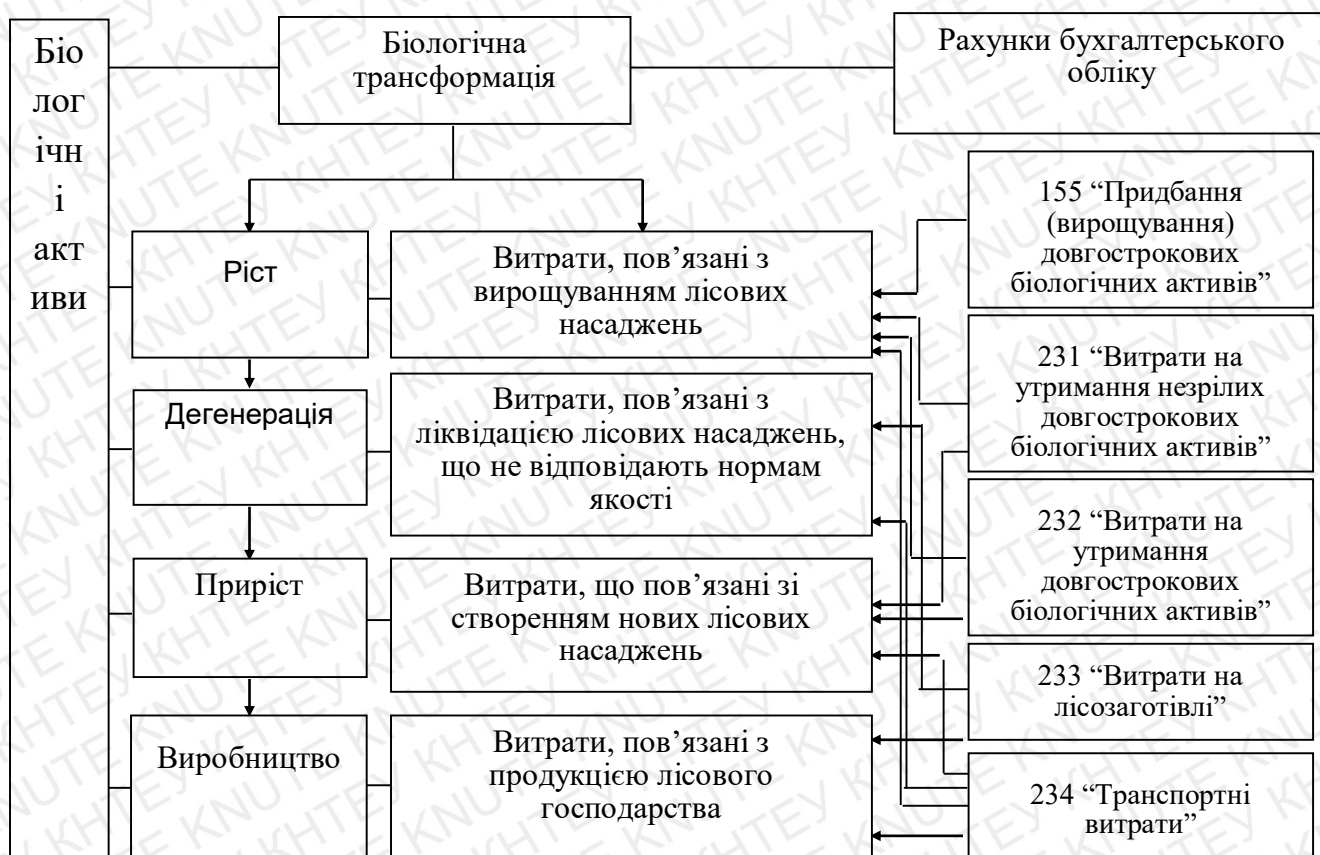 Біо
лог
ічн
і
акт
иви
Біологічна
трансформація
Рахунки бухгалтерського
обліку
Ріст
Витрати, пов’язані з
вирощуванням лісових
насаджень
155 “Придбання
(вирощування)
довгострокових
біологічних активів”
Дегенерація
Витрати, пов’язані з
ліквідацією лісових насаджень,
що не відповідають нормам
якості
231 “Витрати на
утримання незрілих
довгострокових
біологічних активів”
Приріст
Витрати, що пов’язані зі
створенням нових лісових
насаджень
232 “Витрати на
утримання
довгострокових
біологічних активів”
233 “Витрати на
лісозаготівлі”
Виробництво
Витрати, пов’язані з
продукцією лісового
господарства
234 “Транспортні
витрати”